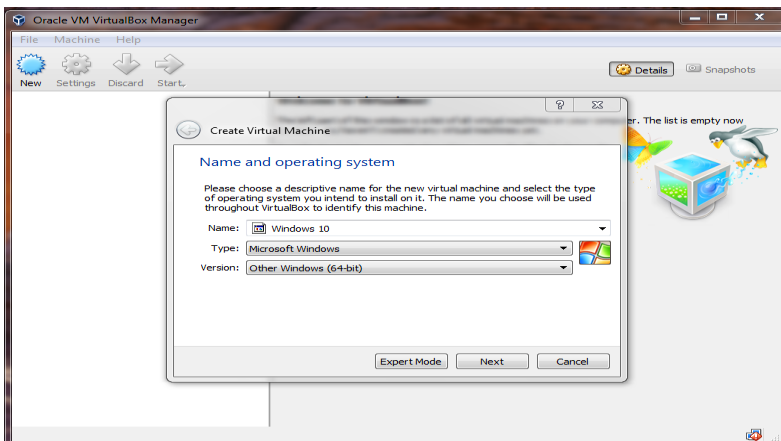 Oracle VM VirtualBox Manager
File Machine Help
New Settings Discard Start
Details Snapshots
er. The list is empty now
Create Virtual Machine
Name and operating system
Please choose a descriptive name for the new virtual machine and select the type
of operating system you intend to install on it. The name you choose will be used
throughout VirtualBox to identify this machine.
Name: Windows 10
Type: Microsoft Windows
Version: Other Windows (64-bit)
Expert Mode Next Cancel